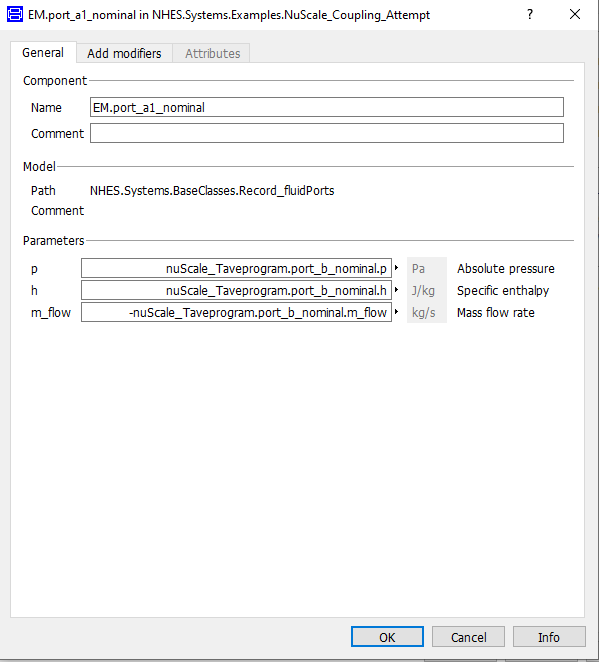 EM.port_a1_nominal in NHES.Systems.Examples.NuScale_Coupling_Attempt
?
General Add modifiers Attributes
Component
Name EM.port_a1_nominal
Comment
Model
Path NHES.Systems.BaseClasses.Record_fluidPorts
Comment
Parameters
p nuScale_Taveprogram.port_b_nominal.p Pa Absolute pressure
h nuScale_Taveprogram.port_b_nominal.h J/kg Specific enthalpy
m_flow -nuScale_Taveprogram.port_b_nominal.m_flow kg/s Mass flow rate
OK Cancel Info